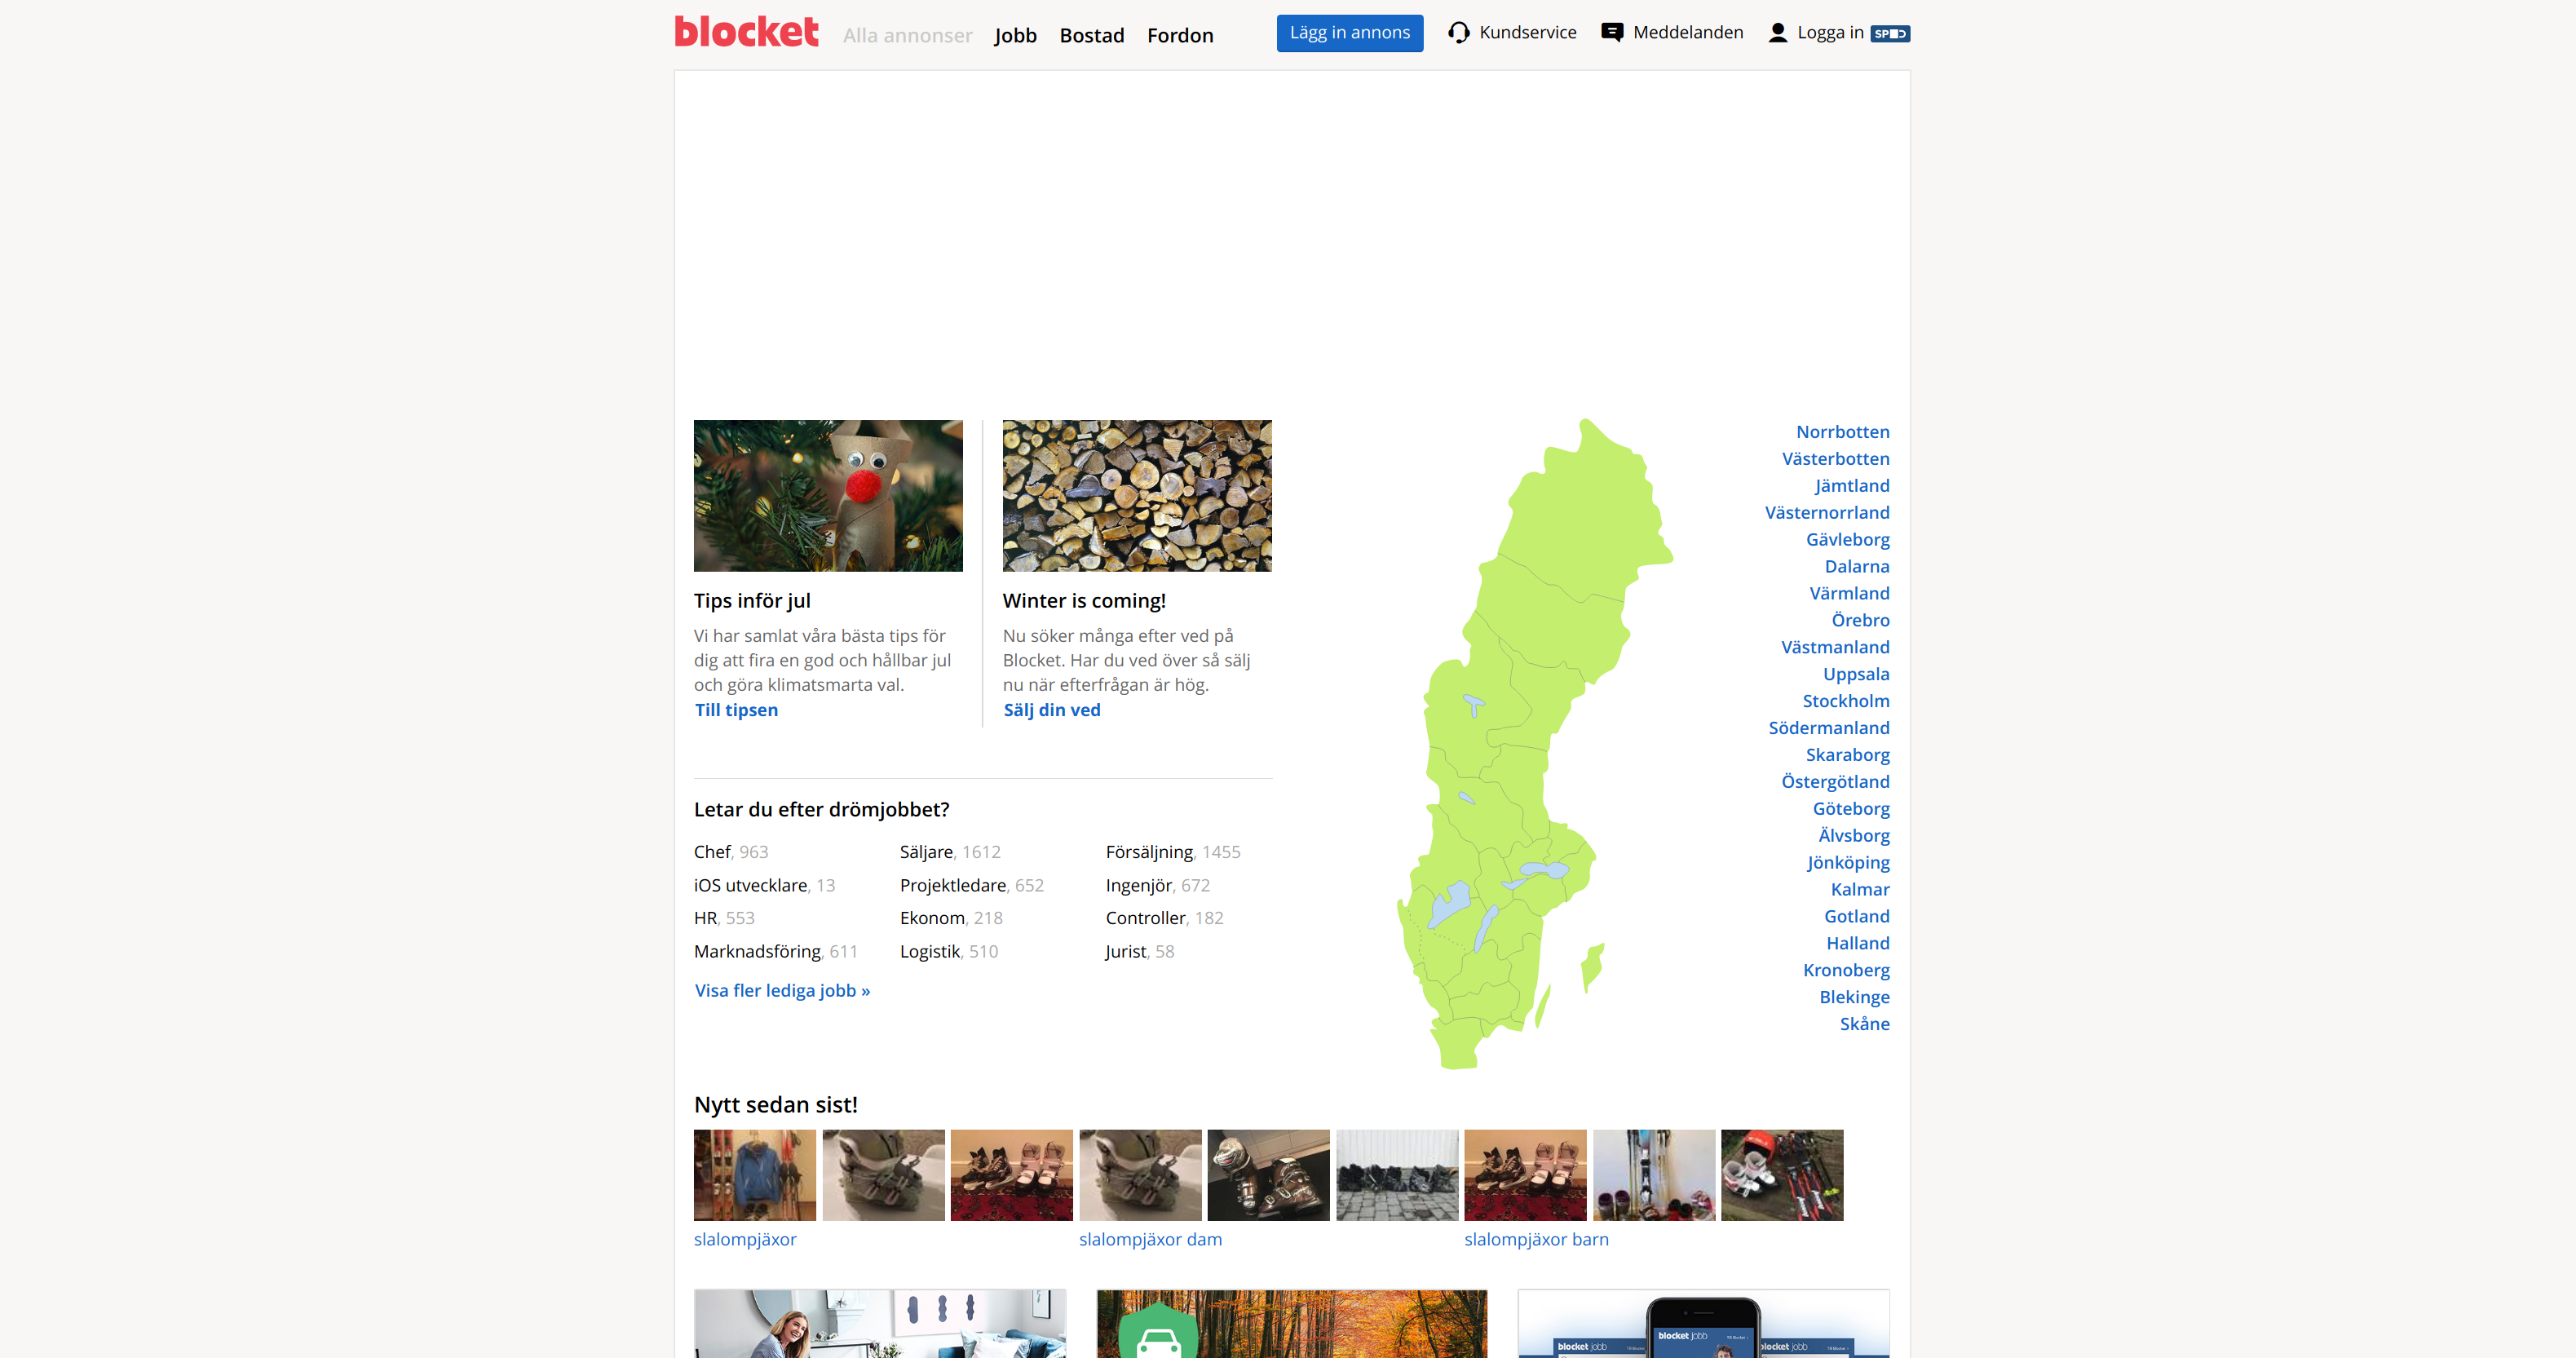 blocket Alla annonser Jobb Bostad Fordon Lägg in annons Kundservice Meddelanden Logga in SPiD
Tips inför jul
Vi har samlat våra bästa tips för
dig att fira en god och hållbar jul
och göra klimatsmarta val.
Till tipsen
Winter is coming!
Nu söker många efter ved på
Blocket. Har du ved över så sälj
nu när efterfrågan är hög.
Sälj din ved
Letar du efter drömjobbet?
Chef, 963 Säljare, 1612 Försäljning, 1455
iOS utvecklare, 13 Projektledare, 652 Ingenjör, 672
HR, 553 Ekonom, 218 Controller, 182
Marknadsföring, 611 Logistik, 510 Jurist, 58
Visa fler lediga jobb »
Norrbotten
Västerbotten
Jämtland
Västernorrland
Gävleborg
Dalarna
Värmland
Örebro
Västmanland
Uppsala
Stockholm
Södermanland
Skaraborg
Östergötland
Göteborg
Älvsborg
Jönköping
Kalmar
Gotland
Halland
Kronoberg
Blekinge
Skåne
Nytt sedan sist!
slalompjäxor slalompjäxor dam slalompjäxor barn
blocket jobb
blocket jobb
blocket jobb